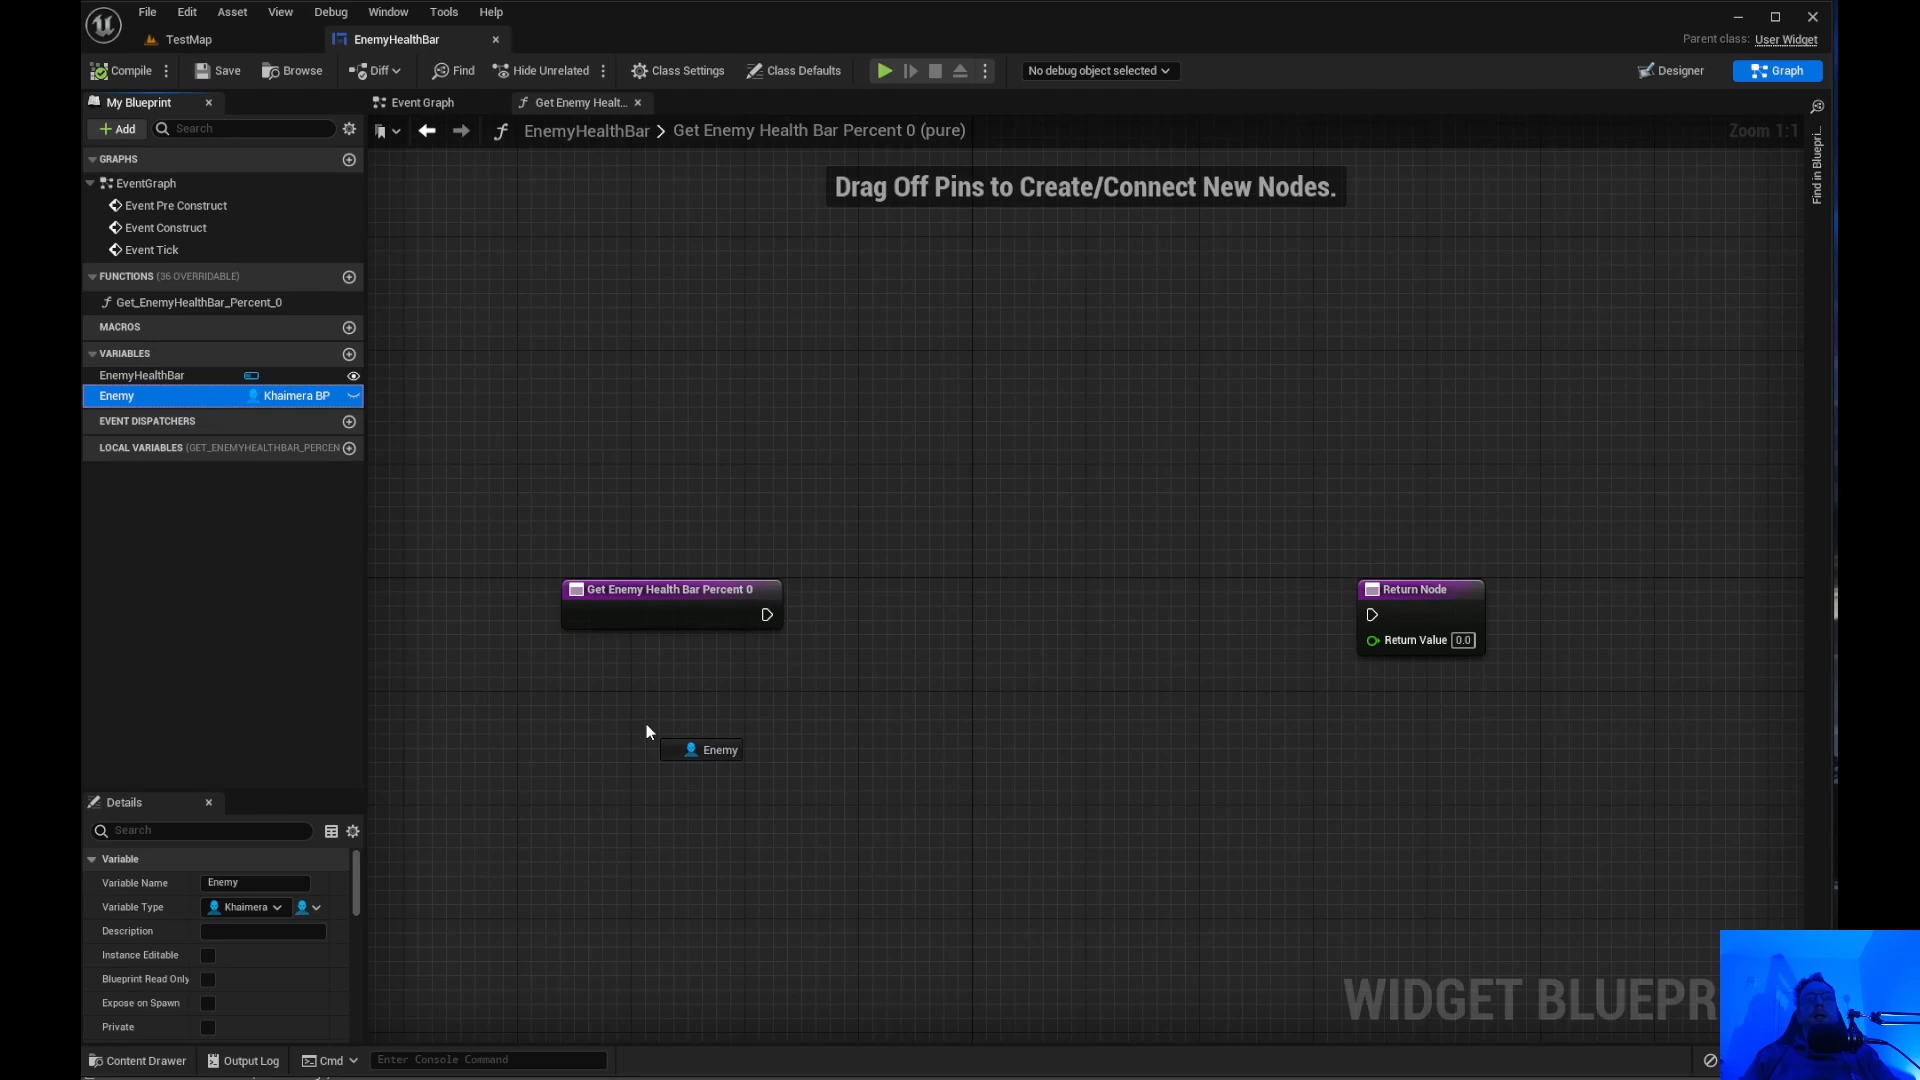 File Edit Asset View Debug Window Tools Help
TestMap EnemyHealthBar
Parent class: User Widget
Compile Save Browse Diff Find Hide Unrelated Class Settings Class Defaults No debug object selected Designer Graph
My Blueprint Event Graph Get Enemy Healt...
Add Search EnemyHealthBar > Get Enemy Health Bar Percent 0 (pure) Zoom 1:1
Find in Bluepri...
GRAPHS
Drag Off Pins to Create/Connect New Nodes.
EventGraph
Event Pre Construct
Event Construct
Event Tick
FUNCTIONS (36 OVERRIDABLE)
Get_EnemyHealthBar_Percent_0
MACROS
VARIABLES
EnemyHealthBar
Enemy Khaimera BP
EVENT DISPATCHERS
LOCAL VARIABLES (GET_ENEMYHEALTHBAR_PERCEN
Get Enemy Health Bar Percent 0 Return Node
Return Value 0.0
Enemy
Details
Search
Variable
Variable Name Enemy
Variable Type Khaimera
Description
Instance Editable
Blueprint Read Only
Expose on Spawn
Private
WIDGET BLUEPR
Content Drawer Output Log Cmd Enter Console Command